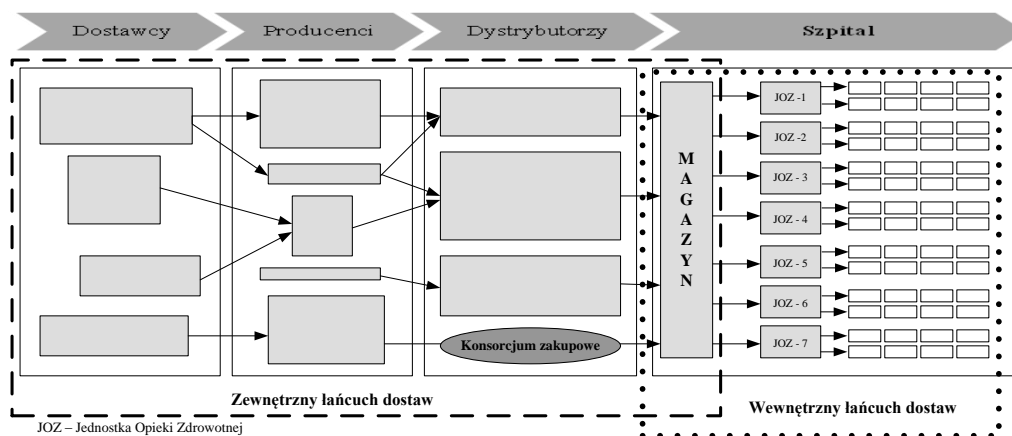 Dostawcy
Producenci
Dystrybutorzy
Szpital
MAGAZYN
JOZ -1
JOZ - 2
JOZ - 3
JOZ - 4
JOZ - 5
JOZ - 6
JOZ - 7
Konsorcjum zakupowe
Zewnętrzny łańcuch dostaw
Wewnętrzny łańcuch dostaw
JOZ – Jednostka Opieki Zdrowotnej